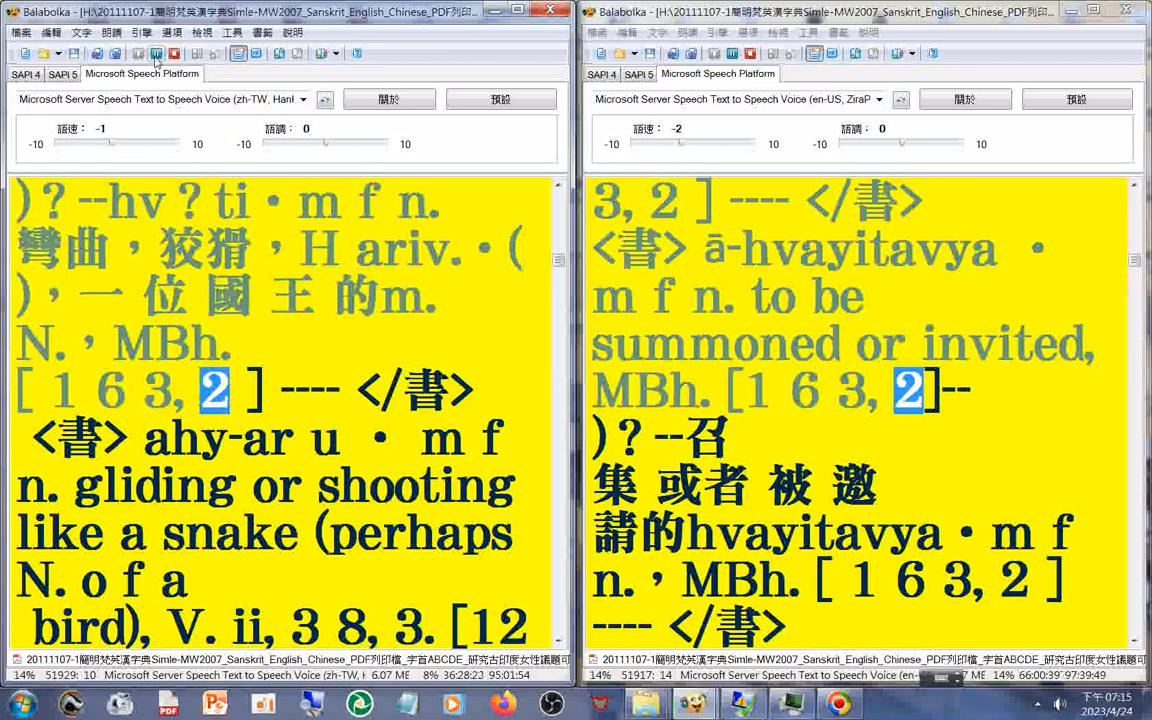 Balabolka - [H:\20111107-1簡明梵英漢字典Simle-MW2007_Sanskrit_English_Chinese_PDF列印...
檔案 編輯 文字 朗讀 引擎 選項 檢視 工具 書籤 說明
SAPI 4 SAPI 5 Microsoft Speech Platform
Microsoft Server Speech Text to Speech Voice (zh-TW, Hanl 關於 預設
語速： -1 語調： 0
-10 10 -10 10
)？--hv？ti・m f n.
彎曲，狡猾，H ariv.・(
)，一 位 國 王 的m.
N.，MBh.
[ 1 6 3, 2 ] ---- </書>
<書> ahy-ar u ・ m f
n. gliding or shooting
like a snake (perhaps
N. o f a
bird), V. ii, 3 8, 3. [12
20111107-1簡明梵英漢字典Simle-MW2007_Sanskrit_English_Chinese_PDF列印檔_字首ABCDE_研究古印度女性議題可
14% 51929: 10 Microsoft Server Speech Text to Speech Voice (zh-TW, H 6.07 ME 8% 36:28:23 95:01:54
Balabolka - [H:\20111107-1簡明梵英漢字典Simle-MW2007_Sanskrit_English_Chinese_PDF列印...
檔案 編輯 文字 朗讀 引擎 選項 檢視 工具 書籤 說明
SAPI 4 SAPI 5 Microsoft Speech Platform
Microsoft Server Speech Text to Speech Voice (en-US, ZiraP 關於 預設
語速： -2 語調： 0
-10 10 -10 10
3, 2 ] ---- </書>
<書> ā-hvayitavya ・
m f n. to be
summoned or invited,
MBh. [1 6 3, 2]--
)？--召
集 或者 被 邀
請的hvayitavya・m f
n.，MBh. [ 1 6 3, 2 ]
---- </書>
20111107-1簡明梵英漢字典Simle-MW2007_Sanskrit_English_Chinese_PDF列印檔_字首ABCDE_研究古印度女性議題可
14% 51917: 14 Microsoft Server Speech Text to Speech Voice (en-U ME 14% 66:00:39 97:39:49
下午 07:15
2023/4/24